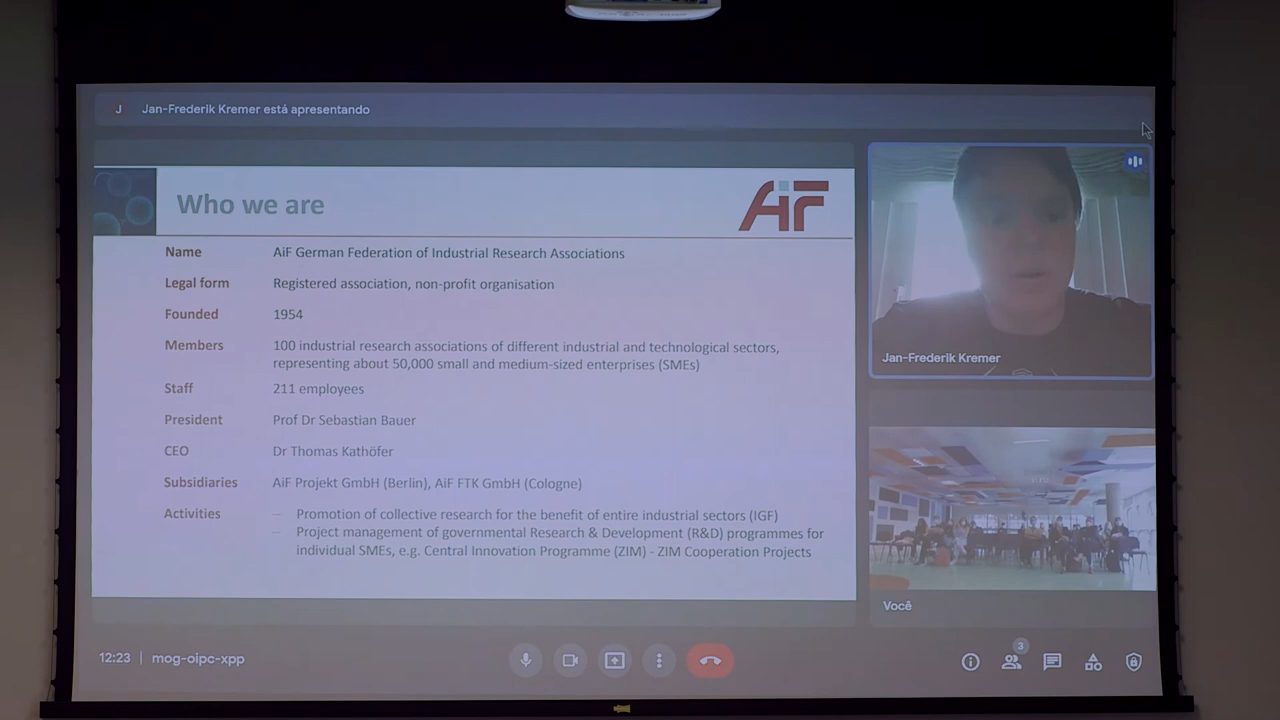 J Jan-Frederik Kremer está apresentando
Who we are
AiF
Name AiF German Federation of Industrial Research Associations
Legal form Registered association, non-profit organisation
Founded 1954
Members 100 industrial research associations of different industrial and technological sectors,
representing about 50,000 small and medium-sized enterprises (SMEs)
Staff 211 employees
President Prof Dr Sebastian Bauer
CEO Dr Thomas Kathöfer
Subsidiaries AiF Projekt GmbH (Berlin), AiF FTK GmbH (Cologne)
Activities – Promotion of collective research for the benefit of entire industrial sectors (IGF)
– Project management of governmental Research & Development (R&D) programmes for
individual SMEs, e.g. Central Innovation Programme (ZIM) - ZIM Cooperation Projects
Jan-Frederik Kremer
Você
12:23 | mog-oipc-xpp
3